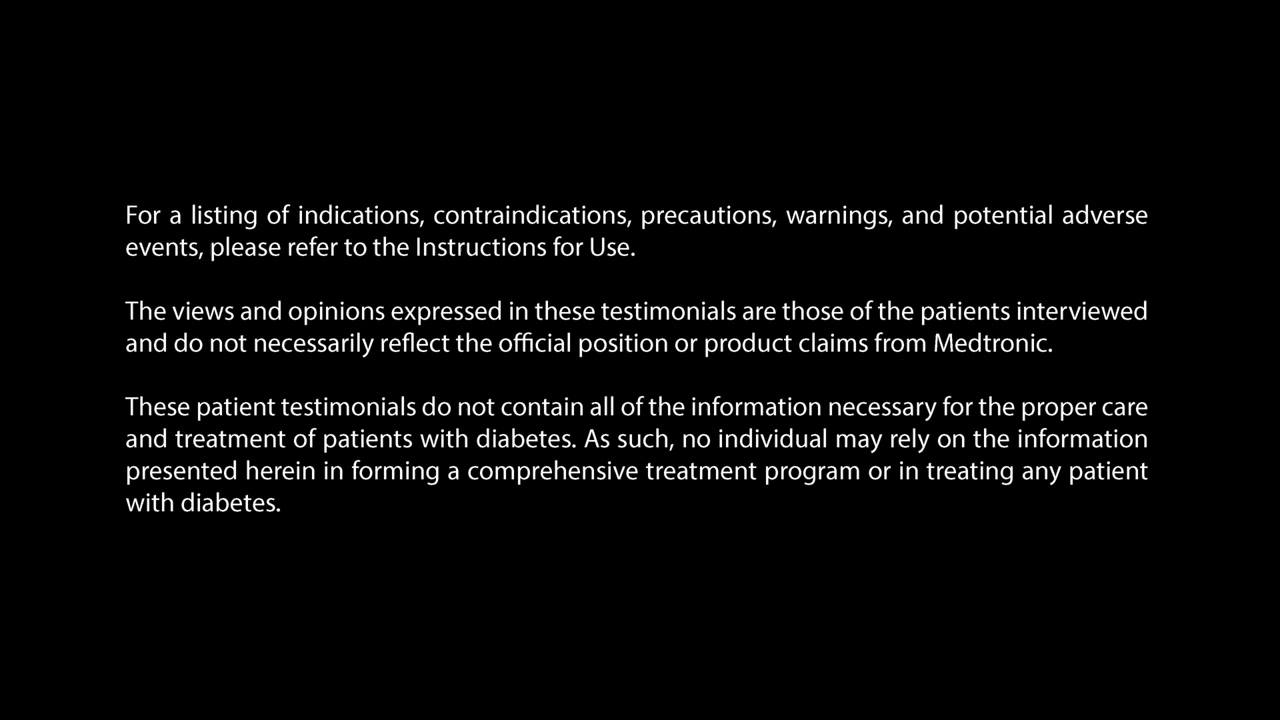 For a listing of indications, contraindications, precautions, warnings, and potential adverse
events, please refer to the Instructions for Use.
The views and opinions expressed in these testimonials are those of the patients interviewed
and do not necessarily reflect the official position or product claims from Medtronic.
These patient testimonials do not contain all of the information necessary for the proper care
and treatment of patients with diabetes. As such, no individual may rely on the information
presented herein in forming a comprehensive treatment program or in treating any patient
with diabetes.